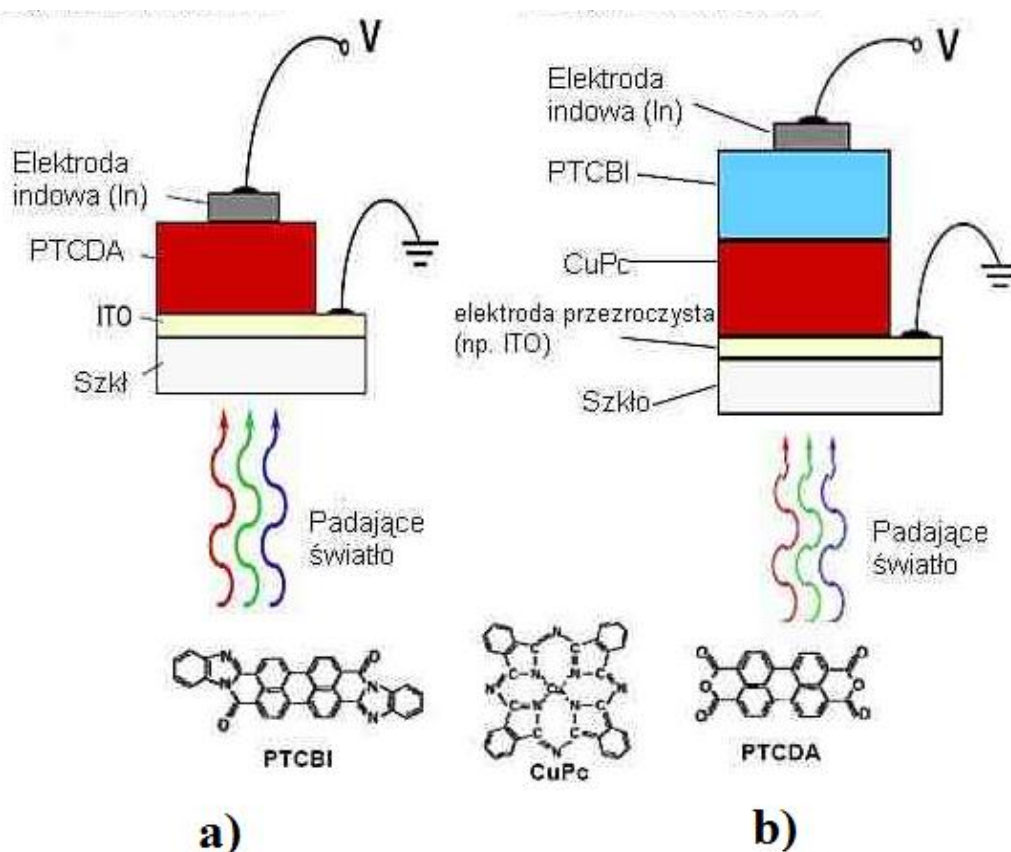 V
Elektroda
indowa (In)
PTCDA
ITO
Szkł
Padające
światło
V
Elektroda
indowa (In)
PTCBI
CuPc
elektroda przezroczysta
(np. ITO)
Szkło
Padające
światło
PTCBI
CuPc
PTCDA
a)
b)